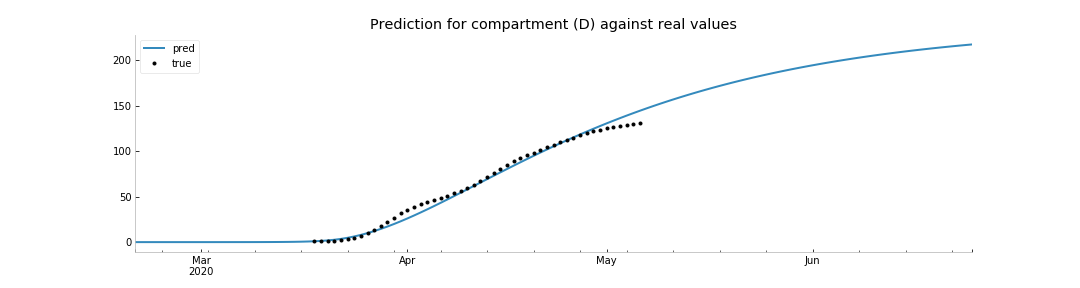 Prediction for compartment (D) against real values
pred
true
200
150
100
50
0
Mar
2020
Apr
May
Jun